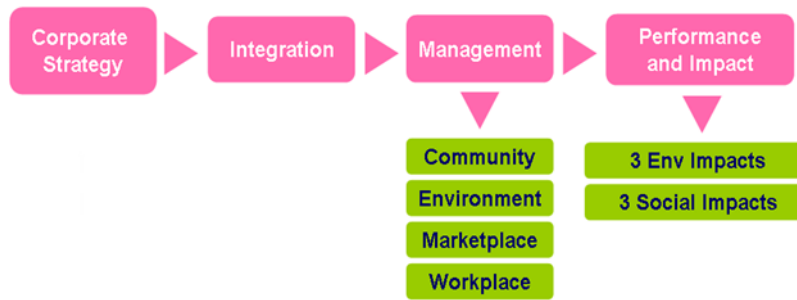 Corporate
Strategy
Integration
Management
Performance
and Impact
Community
Environment
Marketplace
Workplace
3 Env Impacts
3 Social Impacts